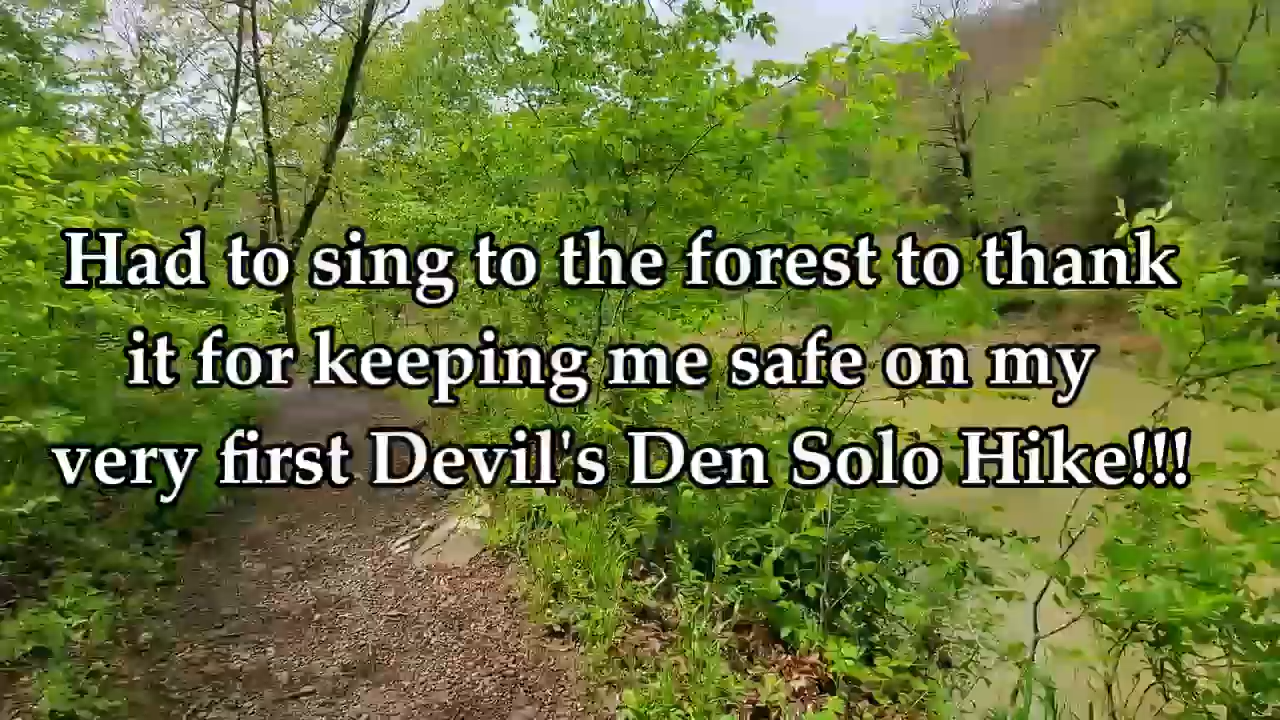 Had to sing to the forest to thank
it for keeping me safe on my
very first Devil's Den Solo Hike!!!